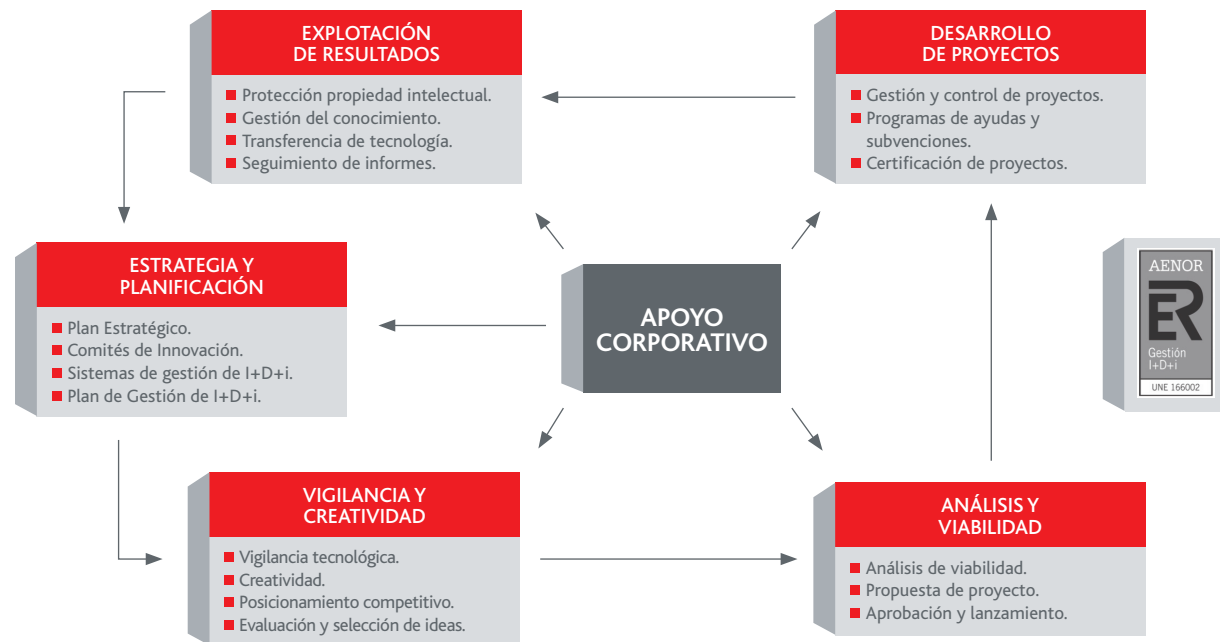 EXPLOTACIÓN
DE RESULTADOS
Protección propiedad intelectual.
Gestión del conocimiento.
Transferencia de tecnología.
Seguimiento de informes.
DESARROLLO
DE PROYECTOS
Gestión y control de proyectos.
Programas de ayudas y
subvenciones.
Certificación de proyectos.
ESTRATEGIA Y
PLANIFICACIÓN
Plan Estratégico.
Comités de Innovación.
Sistemas de gestión de I+D+i.
Plan de Gestión de I+D+i.
APOYO
CORPORATIVO
AENOR
ER
Gestión
I+D+i
UNE 166002
VIGILANCIA Y
CREATIVIDAD
Vigilancia tecnológica.
Creatividad.
Posicionamiento competitivo.
Evaluación y selección de ideas.
ANÁLISIS Y
VIABILIDAD
Análisis de viabilidad.
Propuesta de proyecto.
Aprobación y lanzamiento.